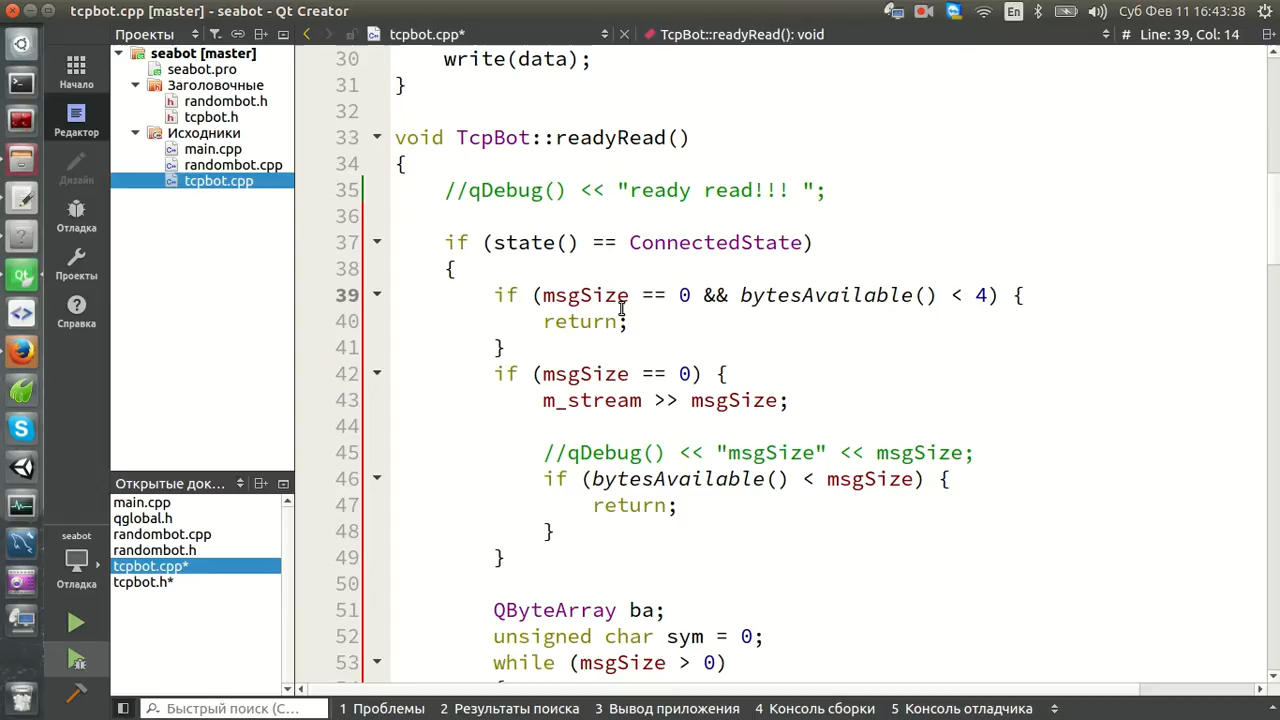 tcpbot.cpp [master] - seabot - Qt Creator
En
Суб Фев 11 16:43:38
Проекты
tcpbot.cpp*
TcpBot::readyRead(): void
# Line: 39, Col: 14
Начало
Редактор
Дизайн
Отладка
Проекты
Справка
seabot
Отладка
seabot [master]
seabot.pro
Заголовочные
randombot.h
tcpbot.h
Исходники
main.cpp
randombot.cpp
tcpbot.cpp
Открытые док...
main.cpp
qglobal.h
randombot.cpp
randombot.h
tcpbot.cpp*
tcpbot.h*
30 write(data);
31 }
32
33 void TcpBot::readyRead()
34 {
35 //qDebug() << "ready read!!! ";
36
37 if (state() == ConnectedState)
38 {
39 if (msgSize == 0 && bytesAvailable() < 4) {
40 return;
41 }
42 if (msgSize == 0) {
43 m_stream >> msgSize;
44
45 //qDebug() << "msgSize" << msgSize;
46 if (bytesAvailable() < msgSize) {
47 return;
48 }
49 }
50
51 QByteArray ba;
52 unsigned char sym = 0;
53 while (msgSize > 0)
Быстрый поиск (C...
1 Проблемы
2 Результаты поиска
3 Вывод приложения
4 Консоль сборки
5 Консоль отладчика